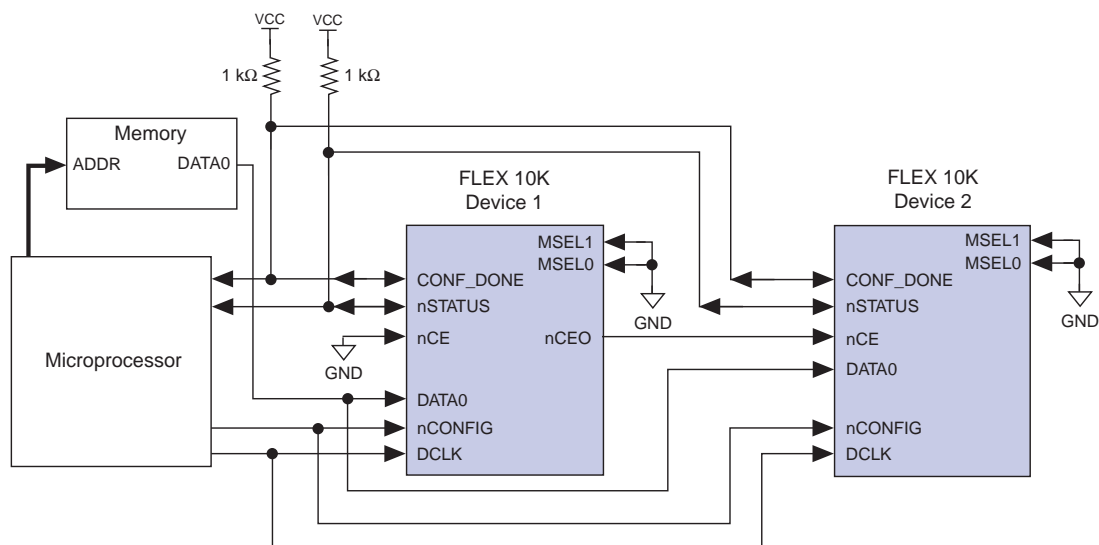 VCC
VCC
1 kΩ
1 kΩ
Memory
ADDR
DATA0
Microprocessor
FLEX 10K
Device 1
MSEL1
MSEL0
CONF_DONE
nSTATUS
nCE
nCEO
DATA0
nCONFIG
DCLK
GND
GND
FLEX 10K
Device 2
MSEL1
MSEL0
CONF_DONE
nSTATUS
nCE
DATA0
nCONFIG
DCLK
GND